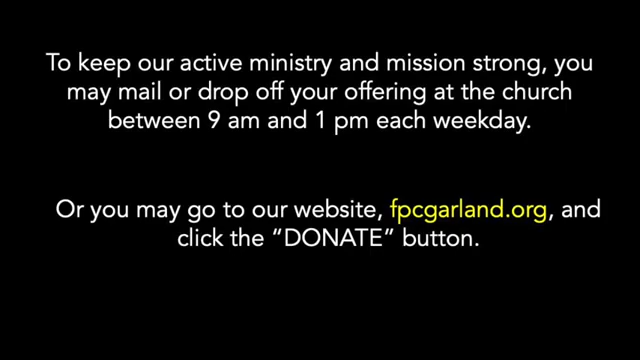 To keep our active ministry and mission strong, you
may mail or drop off your offering at the church
between 9 am and 1 pm each weekday.
Or you may go to our website, fpcgarland.org, and
click the “DONATE” button.